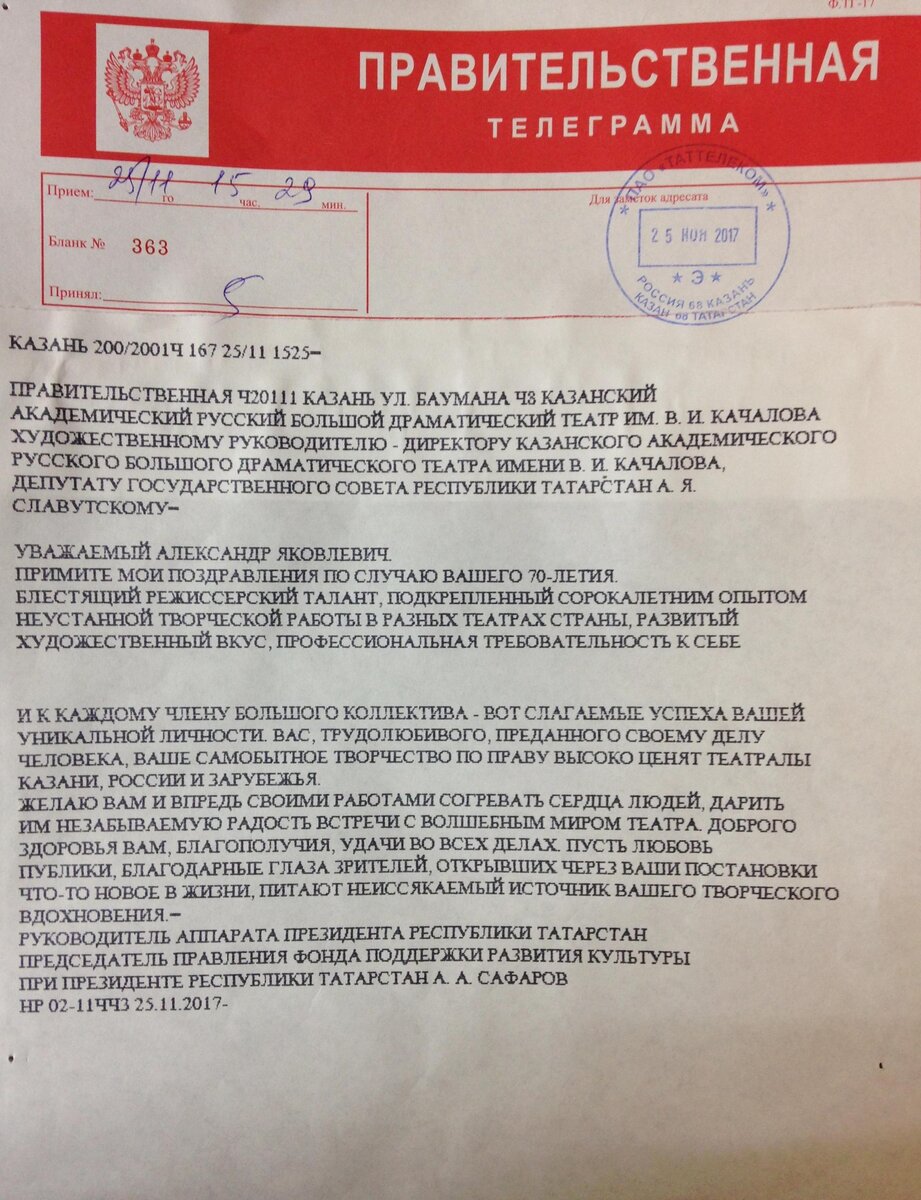 Ф.ТГ-17
ПРАВИТЕЛЬСТВЕННАЯ
ТЕЛЕГРАММА
Прием: 25/11 го 15 час. 29 мин.
Для заметок адресата
Бланк № 363
Принял:
ПАО «ТАТТЕЛЕКОМ»
25 НОЯ 2017
* Э *
РОССИЯ 68 КАЗАНЬ
КАЗАН 68 ТАТАРСТАН
КАЗАНЬ 200/2001Ч 167 25/11 1525=
ПРАВИТЕЛЬСТВЕННАЯ Ч20111 КАЗАНЬ УЛ. БАУМАНА Ч8 КАЗАНСКИЙ
АКАДЕМИЧЕСКИЙ РУССКИЙ БОЛЬШОЙ ДРАМАТИЧЕСКИЙ ТЕАТР ИМ. В. И. КАЧАЛОВА
ХУДОЖЕСТВЕННОМУ РУКОВОДИТЕЛЮ - ДИРЕКТОРУ КАЗАНСКОГО АКАДЕМИЧЕСКОГО
РУССКОГО БОЛЬШОГО ДРАМАТИЧЕСКОГО ТЕАТРА ИМЕНИ В. И. КАЧАЛОВА,
ДЕПУТАТУ ГОСУДАРСТВЕННОГО СОВЕТА РЕСПУБЛИКИ ТАТАРСТАН А. Я.
СЛАВУТСКОМУ=
УВАЖАЕМЫЙ АЛЕКСАНДР ЯКОВЛЕВИЧ.
ПРИМИТЕ МОИ ПОЗДРАВЛЕНИЯ ПО СЛУЧАЮ ВАШЕГО 70-ЛЕТИЯ.
БЛЕСТЯЩИЙ РЕЖИССЕРСКИЙ ТАЛАНТ, ПОДКРЕПЛЕННЫЙ СОРОКАЛЕТНИМ ОПЫТОМ
НЕУСТАННОЙ ТВОРЧЕСКОЙ РАБОТЫ В РАЗНЫХ ТЕАТРАХ СТРАНЫ, РАЗВИТЫЙ
ХУДОЖЕСТВЕННЫЙ ВКУС, ПРОФЕССИОНАЛЬНАЯ ТРЕБОВАТЕЛЬНОСТЬ К СЕБЕ
И К КАЖДОМУ ЧЛЕНУ БОЛЬШОГО КОЛЛЕКТИВА - ВОТ СЛАГАЕМЫЕ УСПЕХА ВАШЕЙ
УНИКАЛЬНОЙ ЛИЧНОСТИ. ВАС, ТРУДОЛЮБИВОГО, ПРЕДАННОГО СВОЕМУ ДЕЛУ
ЧЕЛОВЕКА, ВАШЕ САМОБЫТНОЕ ТВОРЧЕСТВО ПО ПРАВУ ВЫСОКО ЦЕНЯТ ТЕАТРАЛЫ
КАЗАНИ, РОССИИ И ЗАРУБЕЖЬЯ.
ЖЕЛАЮ ВАМ И ВПРЕДЬ СВОИМИ РАБОТАМИ СОГРЕВАТЬ СЕРДЦА ЛЮДЕЙ, ДАРИТЬ
ИМ НЕЗАБЫВАЕМУЮ РАДОСТЬ ВСТРЕЧИ С ВОЛШЕБНЫМ МИРОМ ТЕАТРА. ДОБРОГО
ЗДОРОВЬЯ ВАМ, БЛАГОПОЛУЧИЯ, УДАЧИ ВО ВСЕХ ДЕЛАХ. ПУСТЬ ЛЮБОВЬ
ПУБЛИКИ, БЛАГОДАРНЫЕ ГЛАЗА ЗРИТЕЛЕЙ, ОТКРЫВШИХ ЧЕРЕЗ ВАШИ ПОСТАНОВКИ
ЧТО-ТО НОВОЕ В ЖИЗНИ, ПИТАЮТ НЕИССЯКАЕМЫЙ ИСТОЧНИК ВАШЕГО ТВОРЧЕСКОГО
ВДОХНОВЕНИЯ.=
РУКОВОДИТЕЛЬ АППАРАТА ПРЕЗИДЕНТА РЕСПУБЛИКИ ТАТАРСТАН
ПРЕДСЕДАТЕЛЬ ПРАВЛЕНИЯ ФОНДА ПОДДЕРЖКИ РАЗВИТИЯ КУЛЬТУРЫ
ПРИ ПРЕЗИДЕНТЕ РЕСПУБЛИКИ ТАТАРСТАН А. А. САФАРОВ
НР 02-11ЧЧ3 25.11.2017-